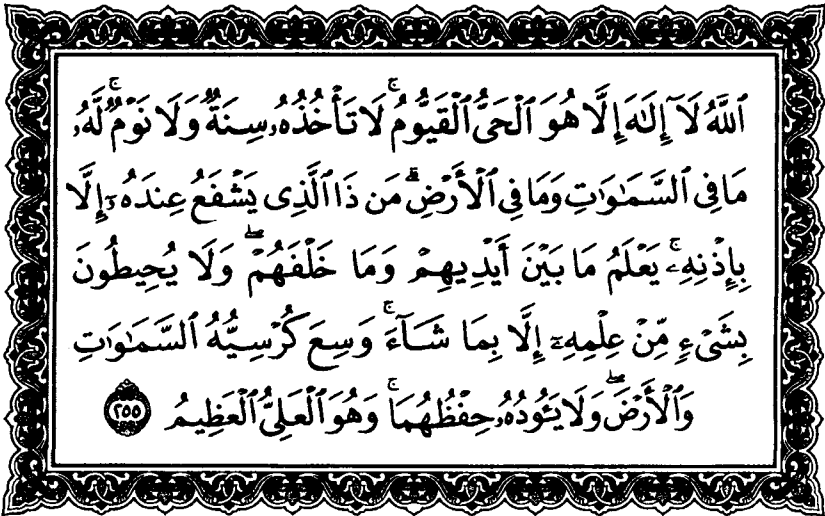 ٱللَّهُ لَآ إِلَٰهَ إِلَّا هُوَ ٱلْحَىُّ ٱلْقَيُّومُ ۚ لَا تَأْخُذُهُۥ سِنَةٌ وَلَا نَوْمٌ ۚ لَّهُۥ
مَا فِى ٱلسَّمَٰوَٰتِ وَمَا فِى ٱلْأَرْضِ ۗ مَن ذَا ٱلَّذِى يَشْفَعُ عِندَهُۥٓ إِلَّا
بِإِذْنِهِۦ ۚ يَعْلَمُ مَا بَيْنَ أَيْدِيهِمْ وَمَا خَلْفَهُمْ ۖ وَلَا يُحِيطُونَ
بِشَىْءٍ مِّنْ عِلْمِهِۦٓ إِلَّا بِمَا شَآءَ ۚ وَسِعَ كُرْسِيُّهُ ٱلسَّمَٰوَٰتِ
وَٱلْأَرْضَ ۖ وَلَا يَـُٔودُهُۥ حِفْظُهُمَا ۚ وَهُوَ ٱلْعَلِىُّ ٱلْعَظِيمُ ٢٥٥